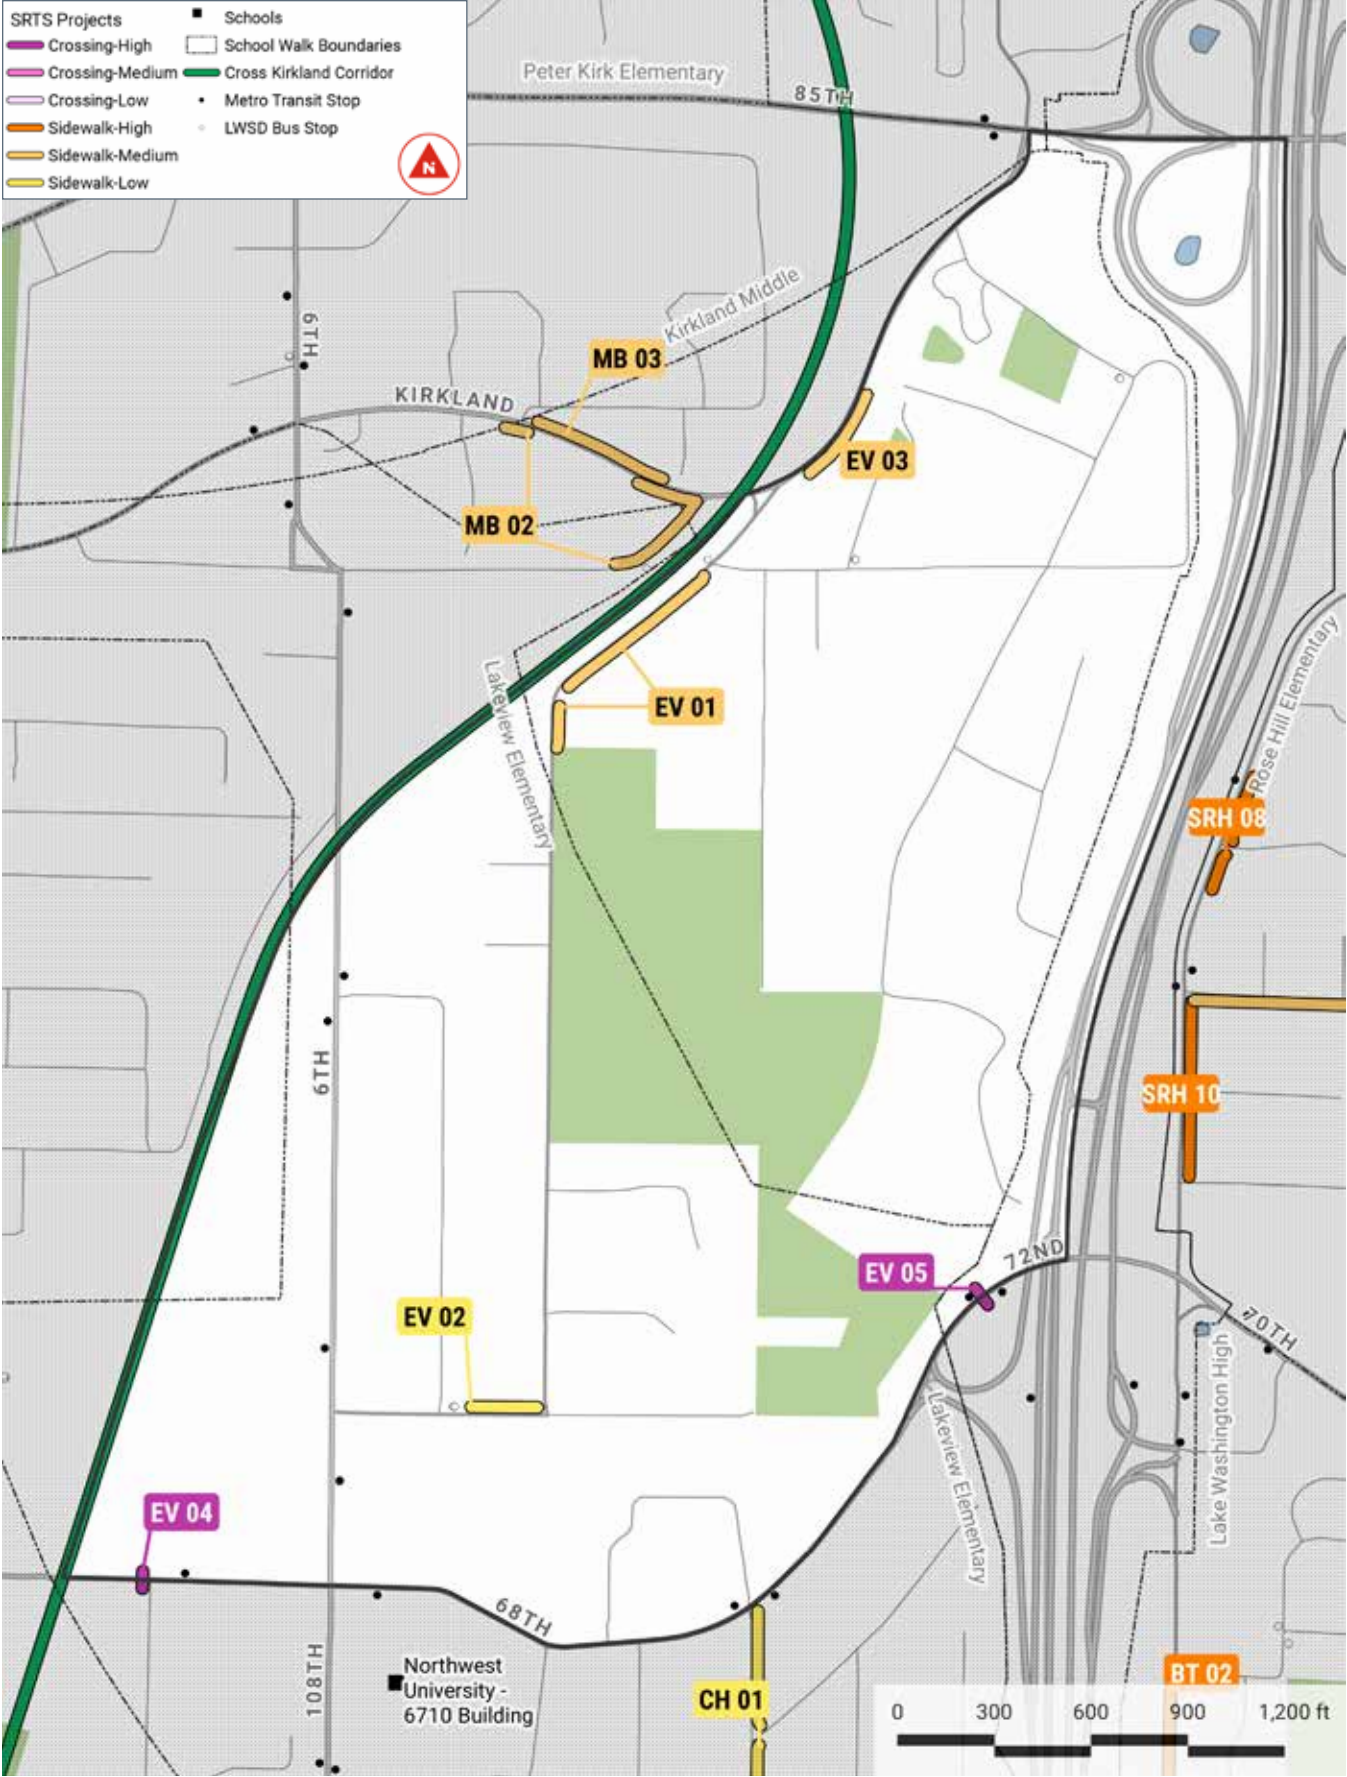 SRTS Projects
Crossing-High
Crossing-Medium
Crossing-Low
Sidewalk-High
Sidewalk-Medium
Sidewalk-Low
Schools
School Walk Boundaries
Cross Kirkland Corridor
Metro Transit Stop
LWSD Bus Stop
N
Peter Kirk Elementary
85TH
6TH
Kirkland Middle
MB 03
KIRKLAND
EV 03
MB 02
Lakeview Elementary
EV 01
Rose Hill Elementary
SRH 08
6TH
SRH 10
72ND
EV 05
EV 02
70TH
Lake Washington High
Lakeview Elementary
EV 04
68TH
108TH
Northwest
University -
6710 Building
CH 01
BT 02
0 300 600 900 1,200 ft